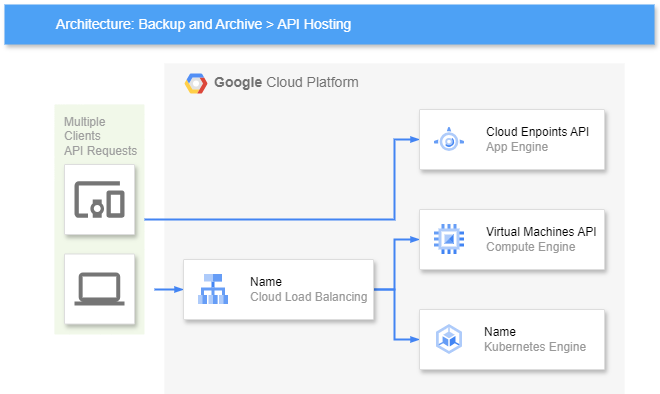 Architecture: Backup and Archive > API Hosting
Google Cloud Platform
Multiple
Clients
API Requests
Cloud Enpoints API
App Engine
Virtual Machines API
Compute Engine
Name
Cloud Load Balancing
Name
Kubernetes Engine